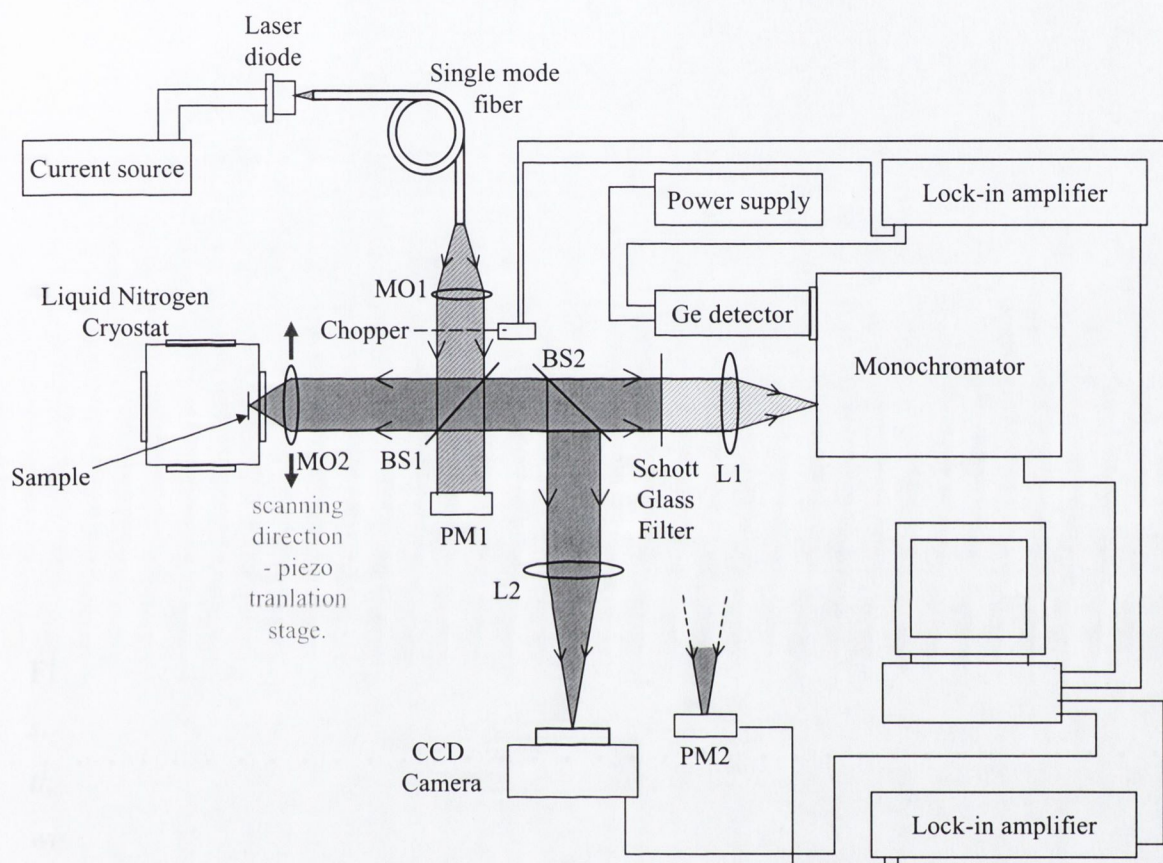 Laser
diode
Single mode
fiber
Current source
Power supply
Lock-in amplifier
MO1
Liquid Nitrogen
Cryostat
Chopper
Ge detector
BS2
Monochromator
Sample
MO2
BS1
Schott
Glass
Filter
L1
scanning
direction
- piezo
tranlation
stage.
PM1
L2
CCD
Camera
PM2
Lock-in amplifier